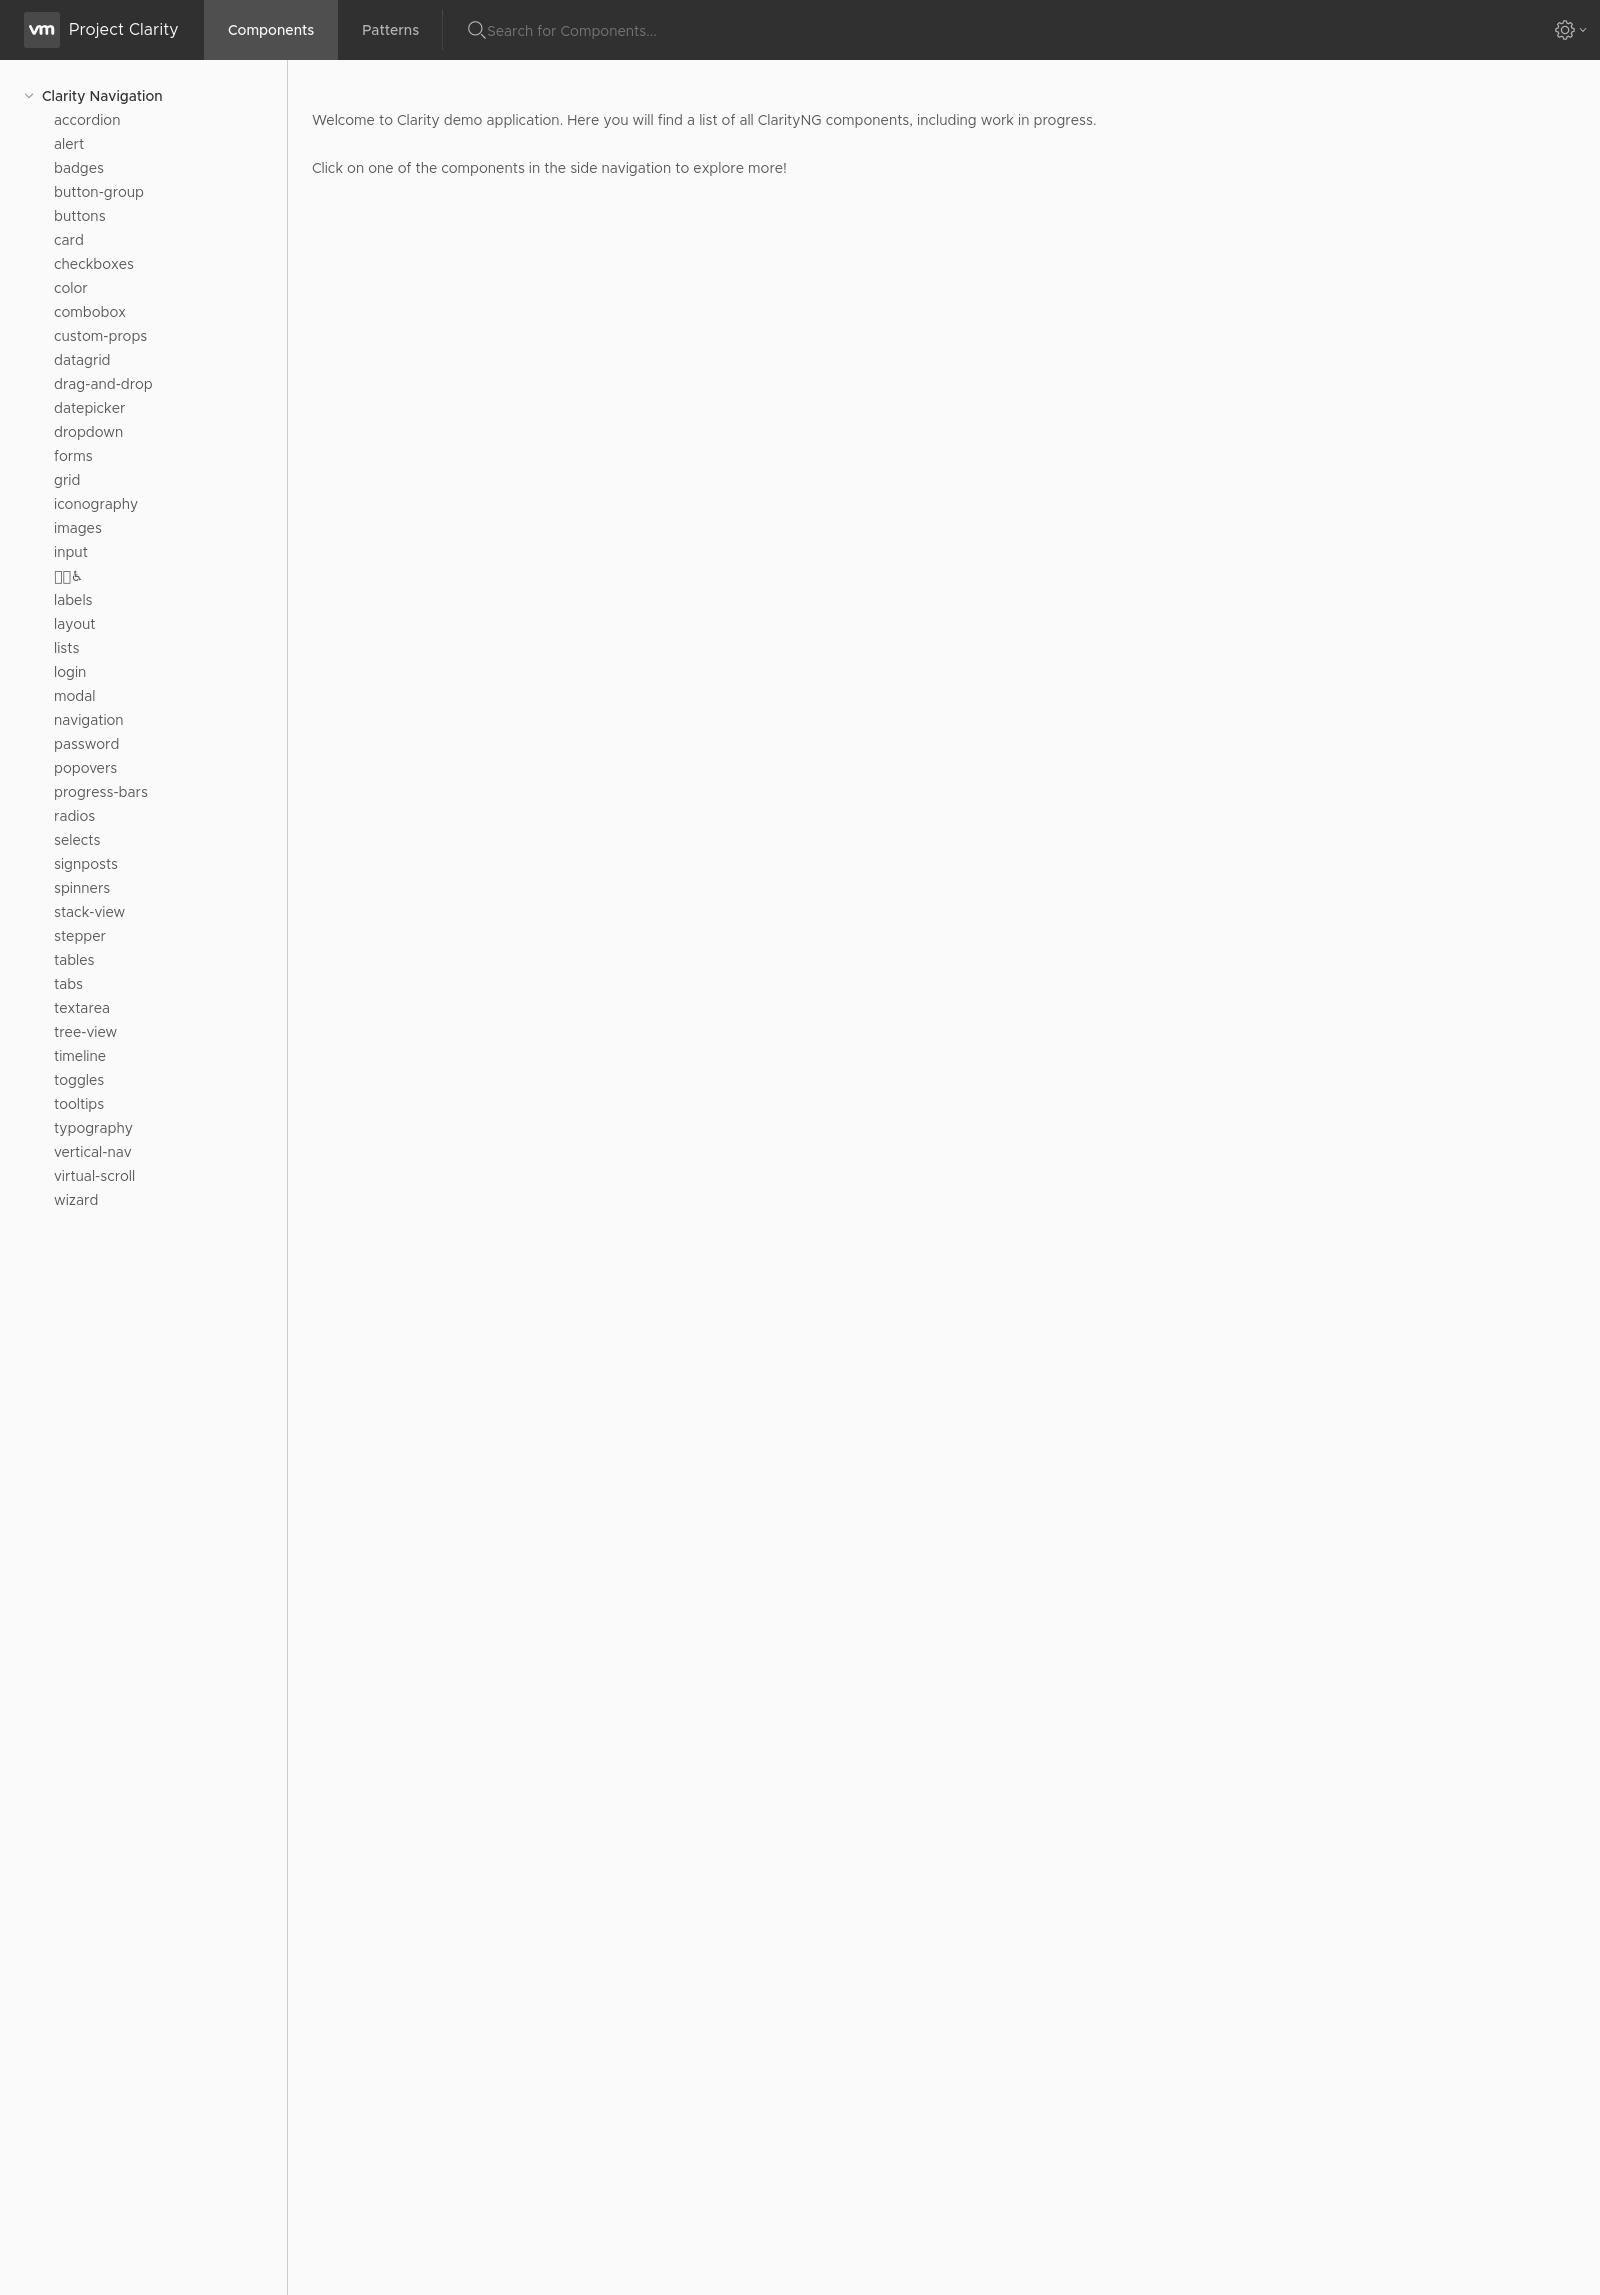 vm Project Clarity Components Patterns Search for Components...
Clarity Navigation
accordion
Welcome to Clarity demo application. Here you will find a list of all ClarityNG components, including work in progress.
alert
badges
Click on one of the components in the side navigation to explore more!
button-group
buttons
card
checkboxes
color
combobox
custom-props
datagrid
drag-and-drop
datepicker
dropdown
forms
grid
iconography
images
input
♿
labels
layout
lists
login
modal
navigation
password
popovers
progress-bars
radios
selects
signposts
spinners
stack-view
stepper
tables
tabs
textarea
tree-view
timeline
toggles
tooltips
typography
vertical-nav
virtual-scroll
wizard